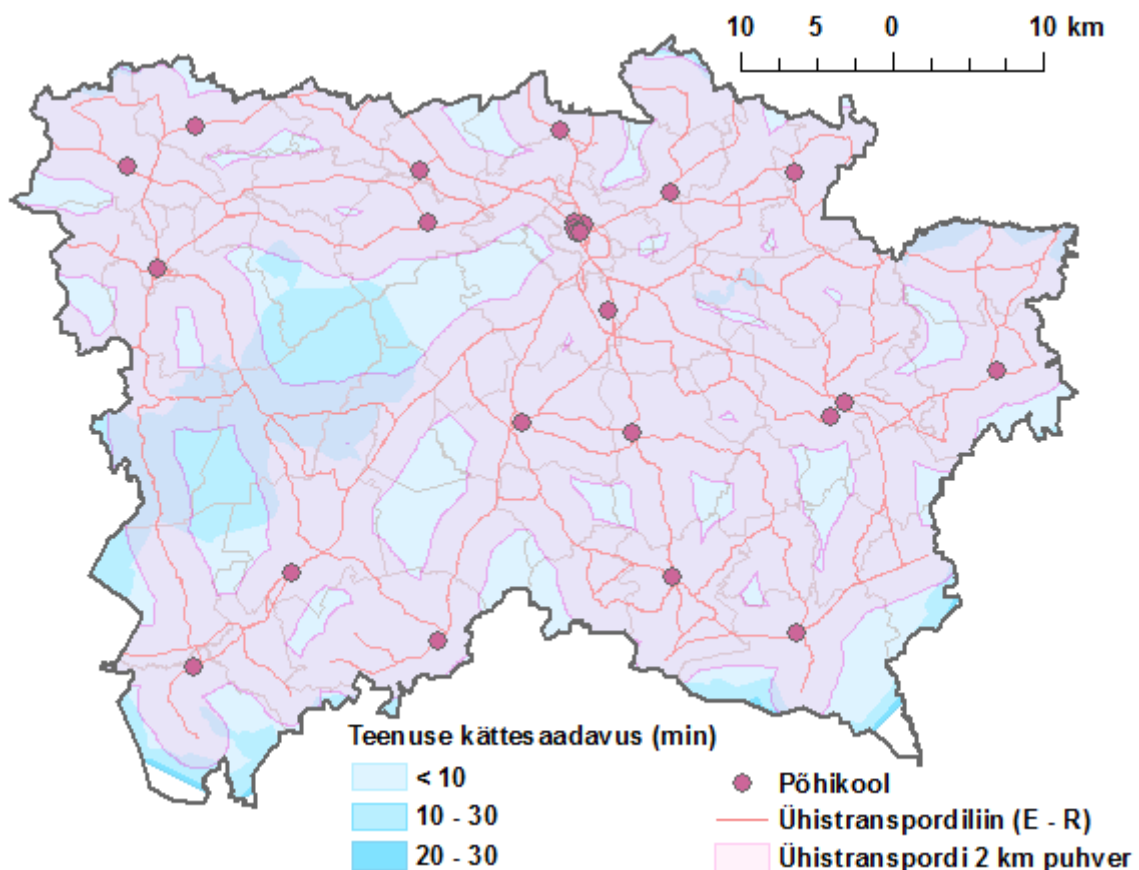 10 5 0 10 km
Teenuse kättesaadavus (min)
< 10
10 - 30
20 - 30
Põhikool
Ühistranspordiliin (E - R)
Ühistranspordi 2 km puhver